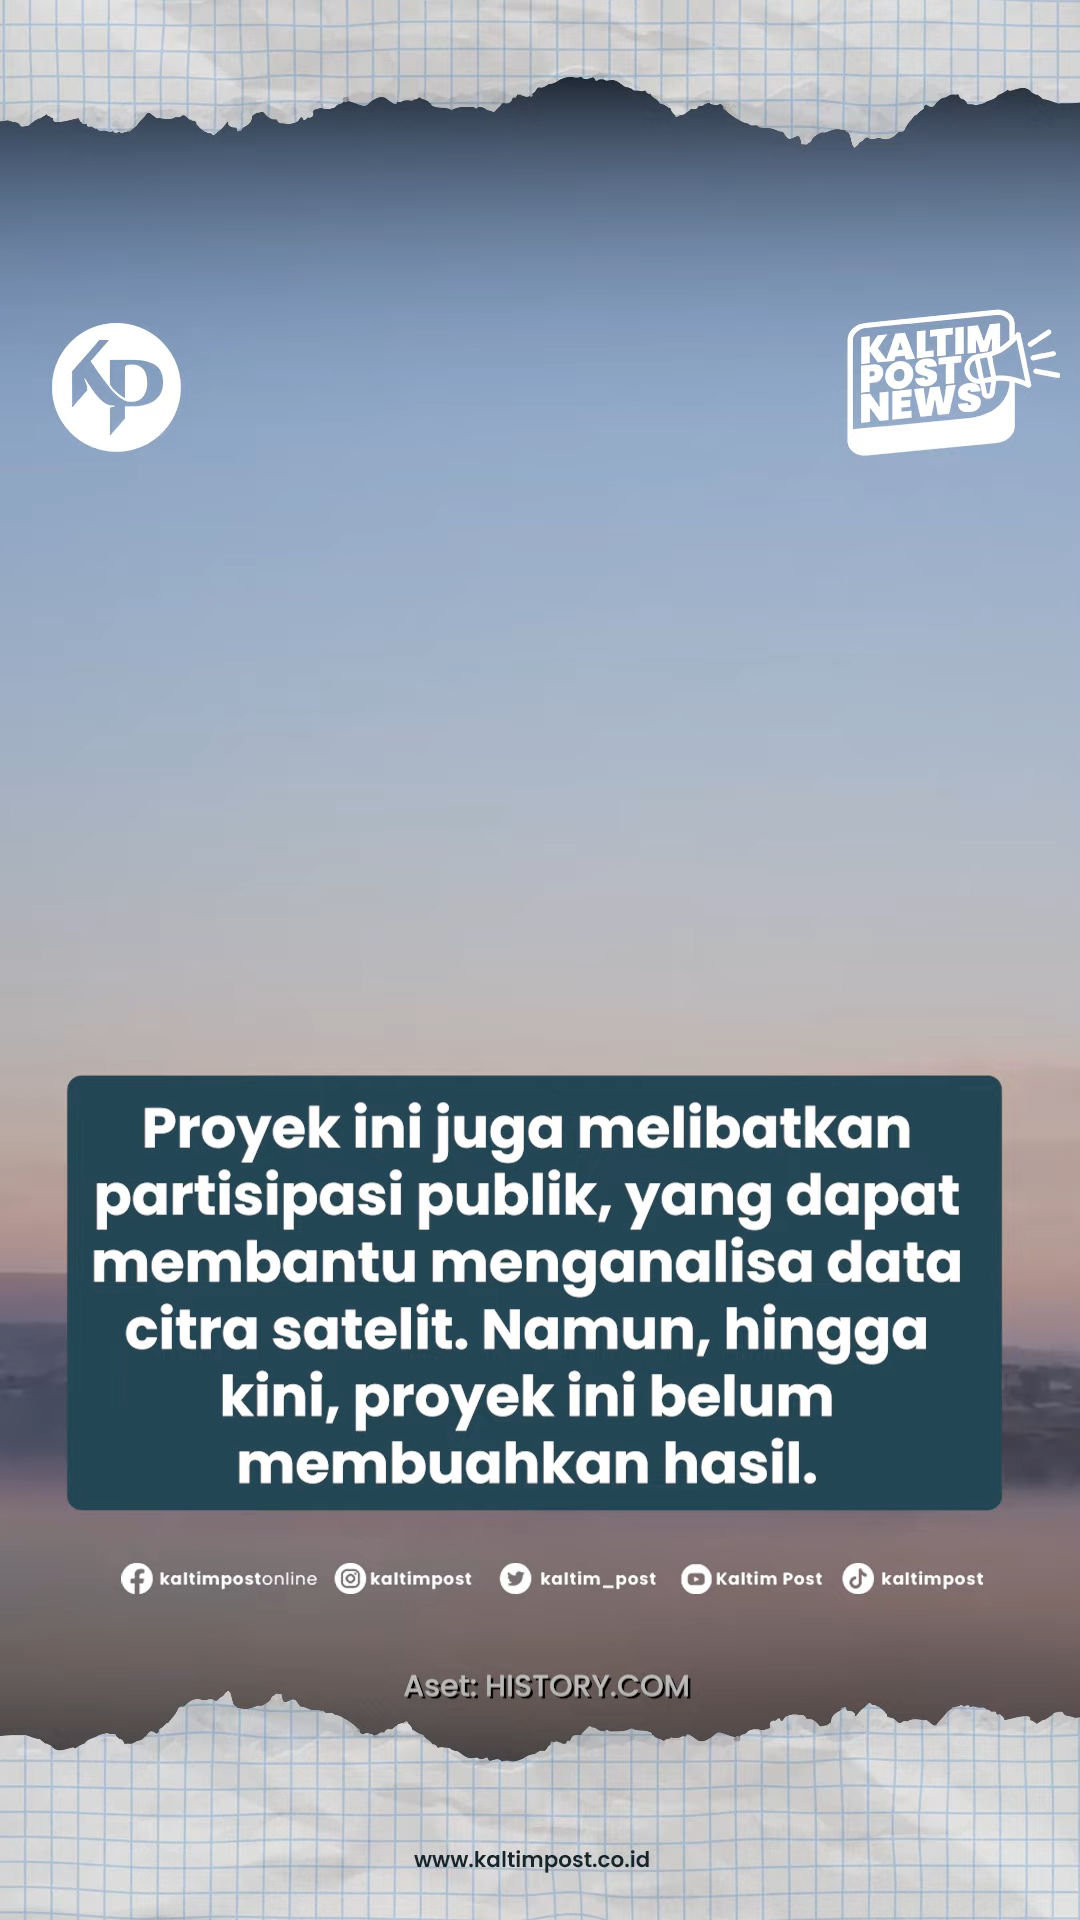 KP
KALTIM
POST
NEWS
Proyek ini juga melibatkan
partisipasi publik, yang dapat
membantu menganalisa data
citra satelit. Namun, hingga
kini, proyek ini belum
membuahkan hasil.
kaltimpostonline kaltimpost kaltim_post Kaltim Post kaltimpost
Aset: HISTORY.COM
www.kaltimpost.co.id